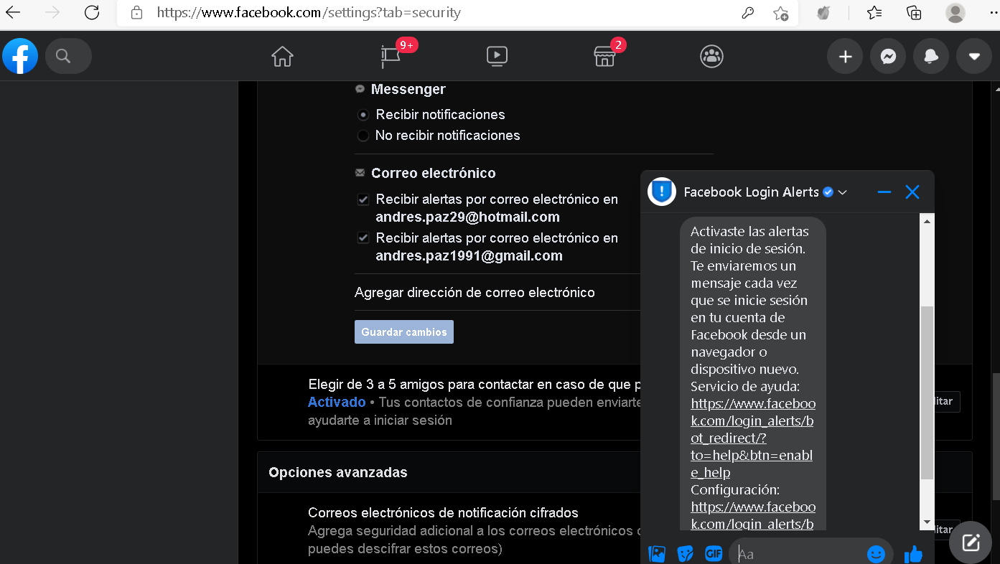 https://www.facebook.com/settings?tab=security
9+
2
Messenger
Recibir notificaciones
No recibir notificaciones
Correo electrónico
Recibir alertas por correo electrónico en
andres.paz29@hotmail.com
Recibir alertas por correo electrónico en
andres.paz1991@gmail.com
Agregar dirección de correo electrónico
Guardar cambios
Elegir de 3 a 5 amigos para contactar en caso de que p
Activado • Tus contactos de confianza pueden enviarte
ayudarte a iniciar sesión
itar
Opciones avanzadas
Correos electrónicos de notificación cifrados
Agrega seguridad adicional a los correos electrónicos
puedes descifrar estos correos)
itar
Facebook Login Alerts
Activaste las alertas
de inicio de sesión.
Te enviaremos un
mensaje cada vez
que se inicie sesión
en tu cuenta de
Facebook desde un
navegador o
dispositivo nuevo.
Servicio de ayuda:
https://www.faceboo
k.com/login_alerts/b
ot_redirect/?
to=help&btn=enabl
e_help
Configuración:
https://www.faceboo
k.com/login_alerts/b
GIF
Aa